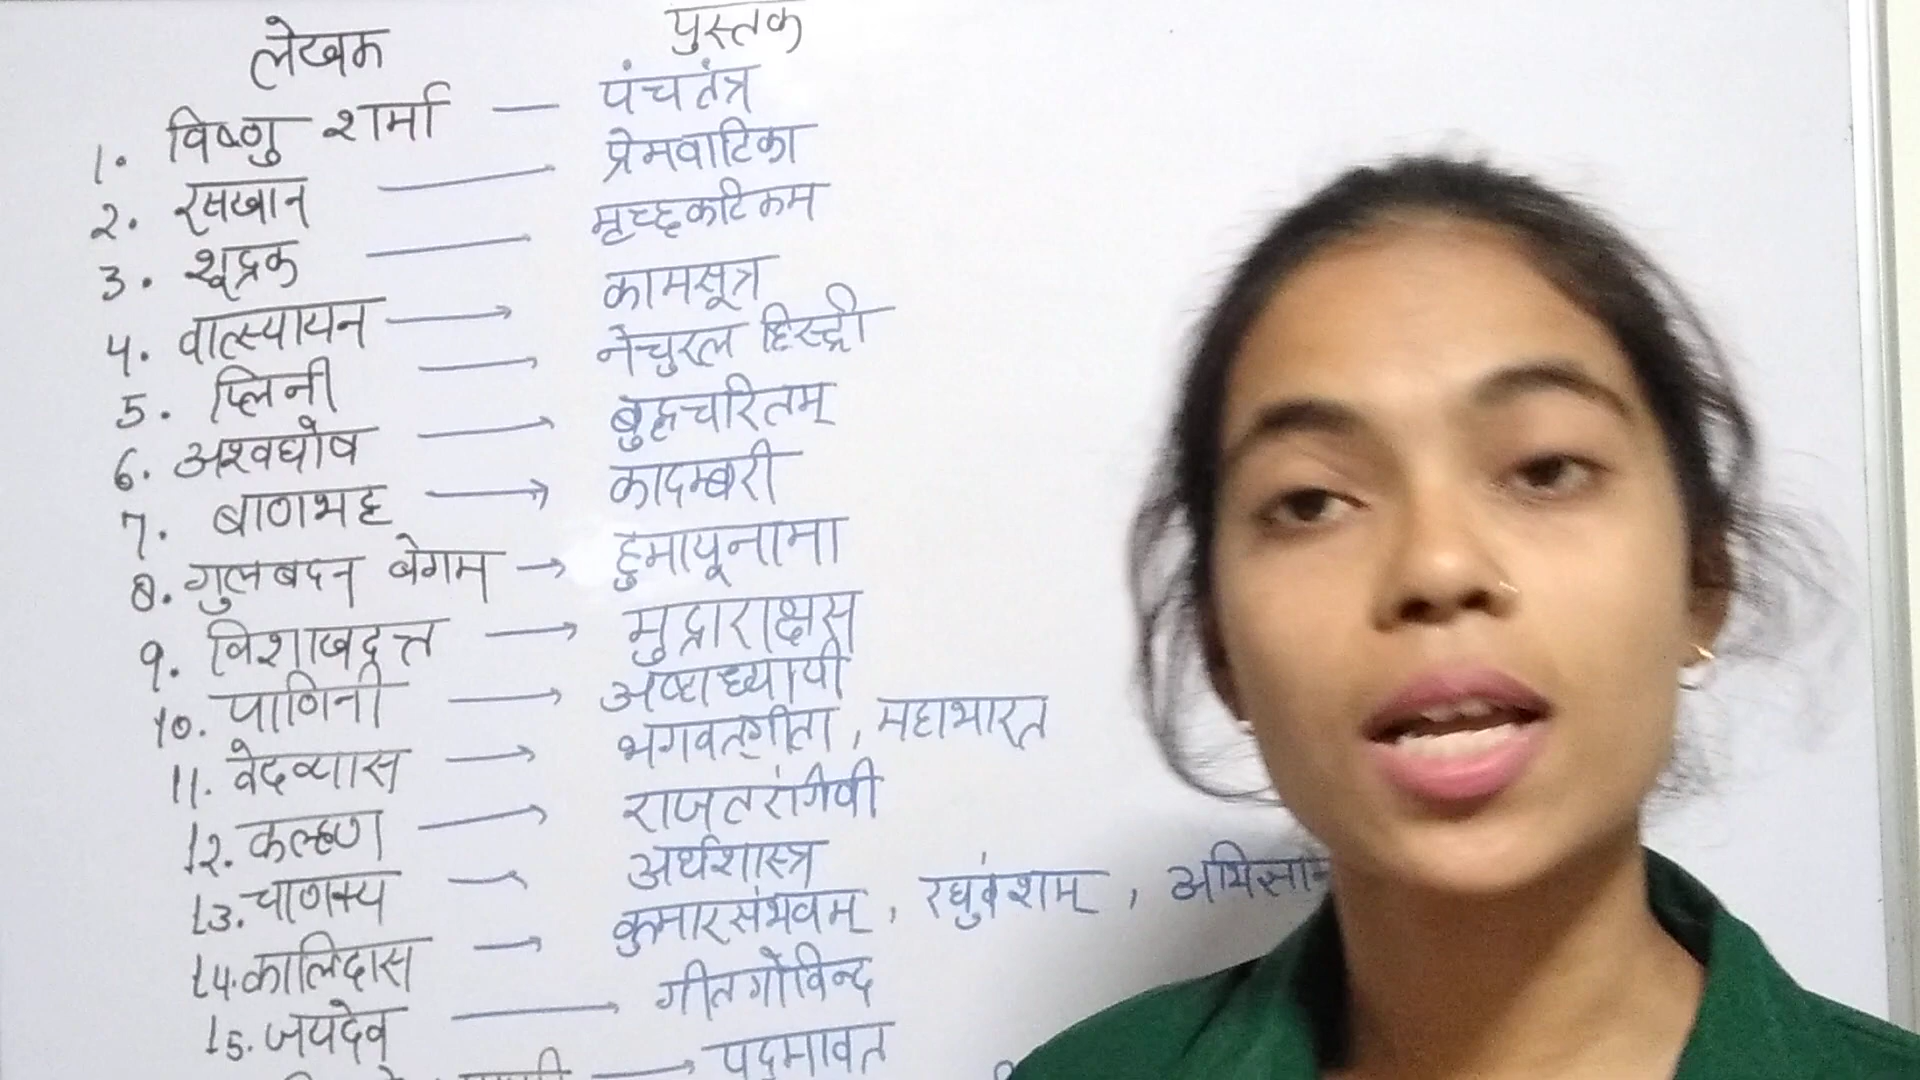 लेखक पुस्तक
1. विष्णु शर्मा — पंचतंत्र
2. रसखान — प्रेमवाटिका
3. शूद्रक — मृच्छकटिकम
4. वात्स्यायन → कामसूत्र
5. प्लिनी → नेचुरल हिस्ट्री
6. अश्वघोष → बुद्धचरितम्
7. बाणभट्ट → कादम्बरी
8. गुलबदन बेगम → हुमायूनामा
9. विशाखदत्त → मुद्राराक्षस
10. पाणिनी → अष्टाध्यायी
11. वेदव्यास → भगवतगीता, महाभारत
12. कल्हण → राजतरंगिणी
13. चाणक्य → अर्थशास्त्र
14. कालिदास → कुमारसंभवम्, रघुवंशम्,
15. जयदेव → गीतगोविन्द
→ पदमावत